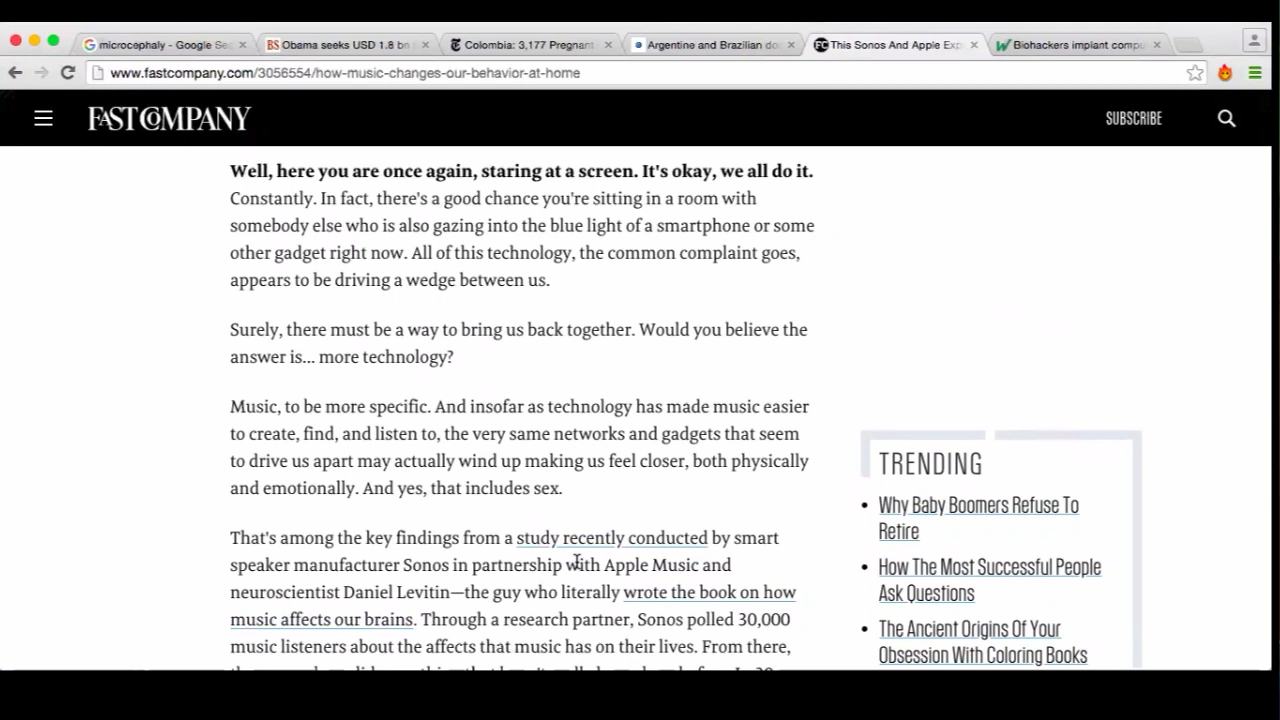 microcephaly - Google Se
Obama seeks USD 1.8 bn
Colombia: 3,177 Pregnant
Argentine and Brazilian do
This Sonos And Apple Exp
Biohackers implant compu
www.fastcompany.com/3056554/how-music-changes-our-behavior-at-home
FAST COMPANY
SUBSCRIBE
Well, here you are once again, staring at a screen. It's okay, we all do it.
Constantly. In fact, there's a good chance you're sitting in a room with
somebody else who is also gazing into the blue light of a smartphone or some
other gadget right now. All of this technology, the common complaint goes,
appears to be driving a wedge between us.
Surely, there must be a way to bring us back together. Would you believe the
answer is... more technology?
Music, to be more specific. And insofar as technology has made music easier
to create, find, and listen to, the very same networks and gadgets that seem
to drive us apart may actually wind up making us feel closer, both physically
and emotionally. And yes, that includes sex.
That's among the key findings from a study recently conducted by smart
speaker manufacturer Sonos in partnership with Apple Music and
neuroscientist Daniel Levitin—the guy who literally wrote the book on how
music affects our brains. Through a research partner, Sonos polled 30,000
music listeners about the affects that music has on their lives. From there,
TRENDING
• Why Baby Boomers Refuse To
Retire
• How The Most Successful People
Ask Questions
• The Ancient Origins Of Your
Obsession With Coloring Books